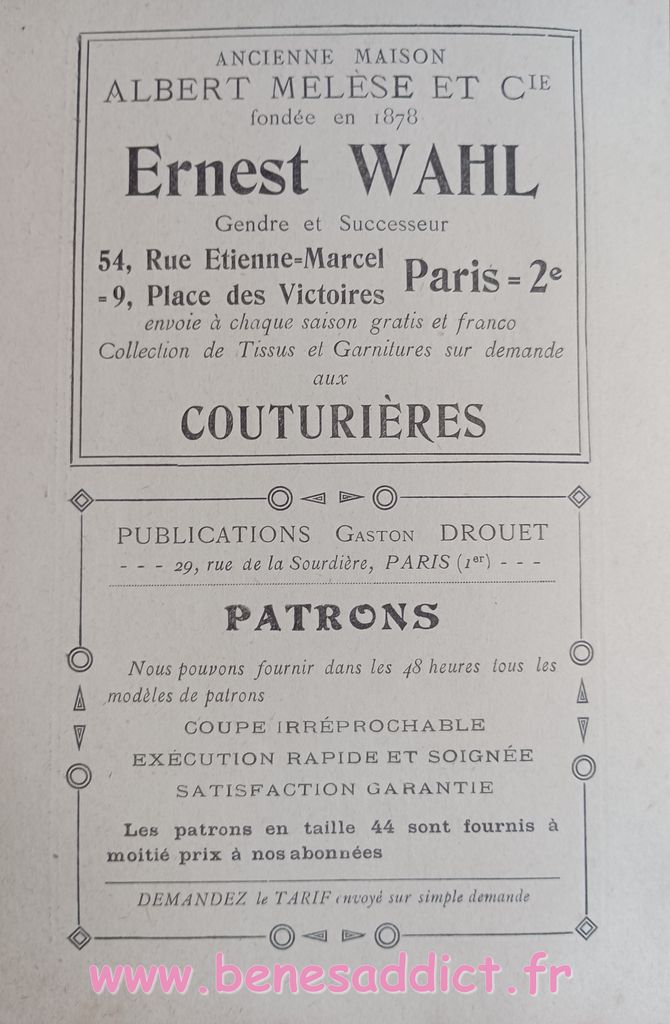 ANCIENNE MAISON
ALBERT MELÈSE ET CIE
fondée en 1878
Ernest WAHL
Gendre et Successeur
54, Rue Etienne=Marcel
=9, Place des Victoires
Paris=2e
envoie à chaque saison gratis et franco
Collection de Tissus et Garnitures sur demande
aux
COUTURIÈRES
PUBLICATIONS GASTON DROUET
- - - 29, rue de la Sourdière, PARIS (1er) - - -
PATRONS
Nous pouvons fournir dans les 48 heures tous les
modèles de patrons
COUPE IRRÉPROCHABLE
EXÉCUTION RAPIDE ET SOIGNÉE
SATISFACTION GARANTIE
Les patrons en taille 44 sont fournis à
moitié prix à nos abonnées
DEMANDEZ le TARIF envoyé sur simple demande
www.benesaddict.fr